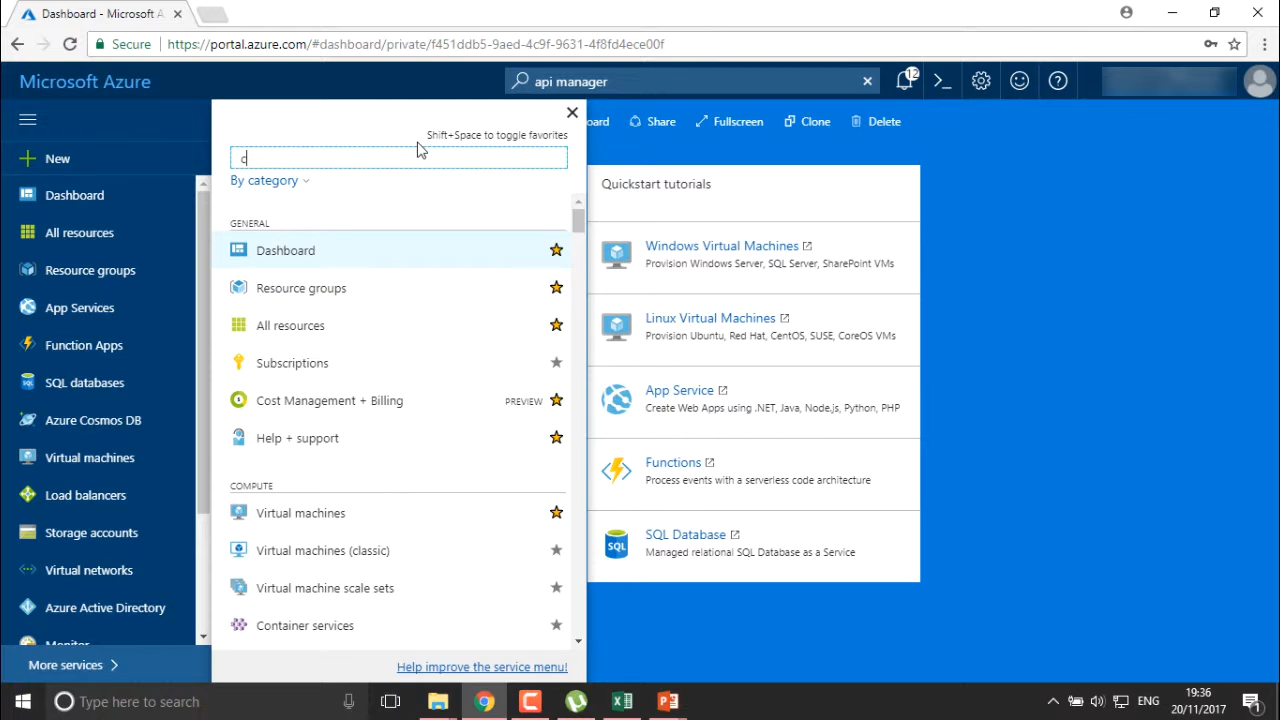 Dashboard - Microsoft A
Secure
https://portal.azure.com/#dashboard/private/f451ddb5-9aed-4c9f-9631-4f8fd4ece00f
Microsoft Azure
api manager
12
New
Dashboard
All resources
Resource groups
App Services
Function Apps
SQL databases
Azure Cosmos DB
Virtual machines
Load balancers
Storage accounts
Virtual networks
Azure Active Directory
Monitor
More services
Shift+Space to toggle favorites
c
By category
GENERAL
Dashboard
Resource groups
All resources
Subscriptions
Cost Management + Billing
PREVIEW
Help + support
COMPUTE
Virtual machines
Virtual machines (classic)
Virtual machine scale sets
Container services
Help improve the service menu!
oard
Share
Fullscreen
Clone
Delete
Quickstart tutorials
Windows Virtual Machines
Provision Windows Server, SQL Server, SharePoint VMs
Linux Virtual Machines
Provision Ubuntu, Red Hat, CentOS, SUSE, CoreOS VMs
App Service
Create Web Apps using .NET, Java, Node.js, Python, PHP
Functions
Process events with a serverless code architecture
SQL
SQL Database
Managed relational SQL Database as a Service
Type here to search
ENG
19:36
20/11/2017
1